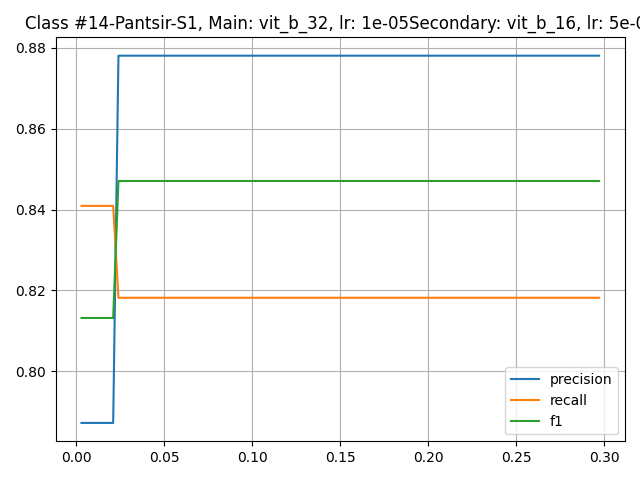 Class #14-Pantsir-S1, Main: vit_b_32, lr: 1e-05Secondary: vit_b_16, lr: 5e-0
0.88
0.86
0.84
0.82
0.80
precision
recall
f1
0.00 0.05 0.10 0.15 0.20 0.25 0.30